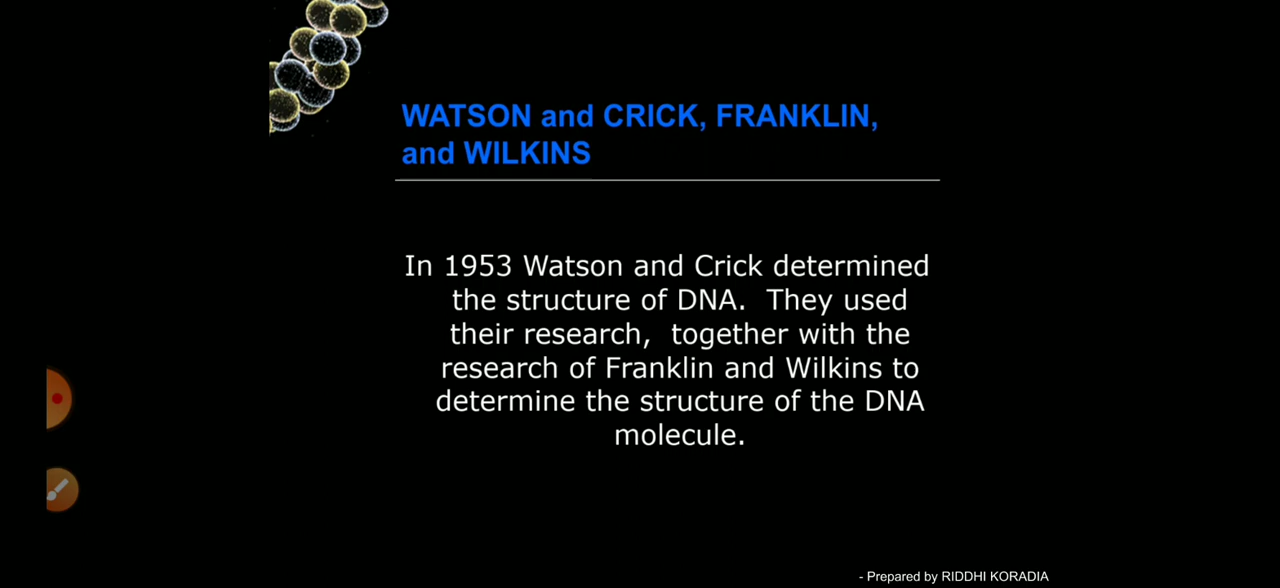 WATSON and CRICK, FRANKLIN,
and WILKINS
In 1953 Watson and Crick determined
the structure of DNA.  They used
their research,  together with the
research of Franklin and Wilkins to
determine the structure of the DNA
molecule.
- Prepared by RIDDHI KORADIA